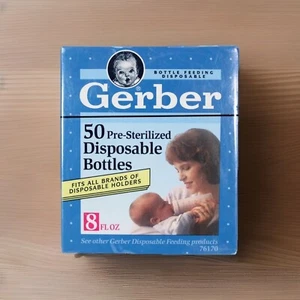 BOTTLE FEEDING
DISPOSABLE
Gerber
50 Pre-Sterilized
Disposable
Bottles
FITS ALL BRANDS OF
DISPOSABLE HOLDERS
8 FL OZ
See other Gerber Disposable Feeding products
76170